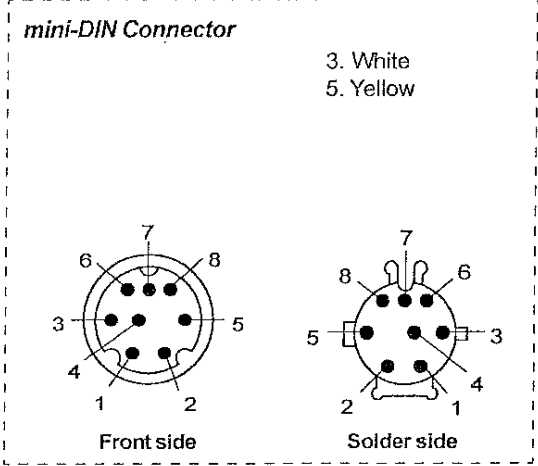 mini-DIN Connector
3. White
5. Yellow
7
6 8
3 5
4
1 2
Front side
7
8 6
5 3
4
2 1
Solder side